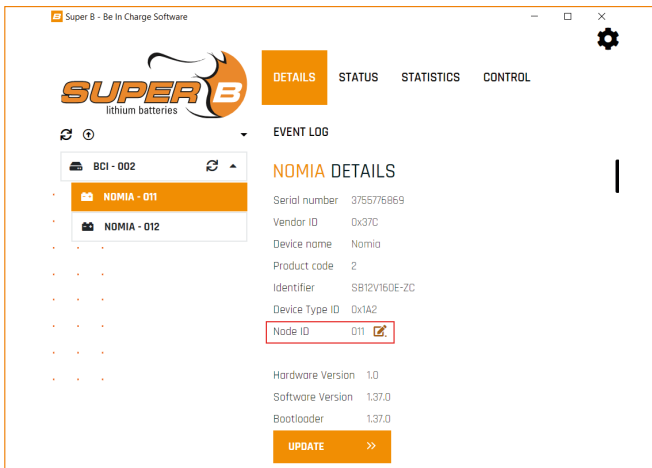 B Super B - Be In Charge Software
SUPER B
lithium batteries
DETAILS STATUS STATISTICS CONTROL
EVENT LOG
BCI - 002
NOMIA - 011
NOMIA - 012
NOMIA DETAILS
Serial number 3755776869
Vendor ID 0x37C
Device name Nomia
Product code 2
Identifier SB12V160E-ZC
Device Type ID 0x1A2
Node ID 011
Hardware Version 1.0
Software Version 1.37.0
Bootloader 1.37.0
UPDATE >>